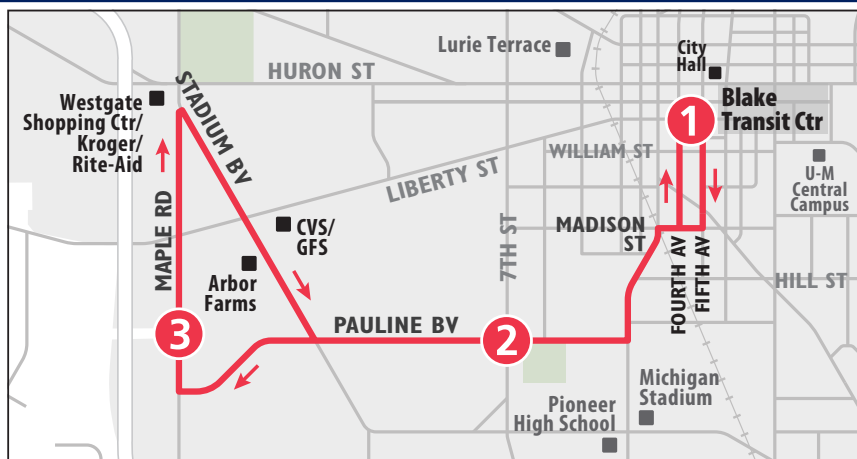 Lurie Terrace
City
Hall
HURON ST
Westgate
Shopping Ctr/
Kroger/
Rite-Aid
STADIUM BV
1
Blake
Transit Ctr
WILLIAM ST
LIBERTY ST
U-M
Central
Campus
MAPLE RD
CVS/
GFS
7TH ST
MADISON
ST
FOURTH AV
FIFTH AV
HILL ST
Arbor
Farms
3
PAULINE BV
2
Michigan
Stadium
Pioneer
High School